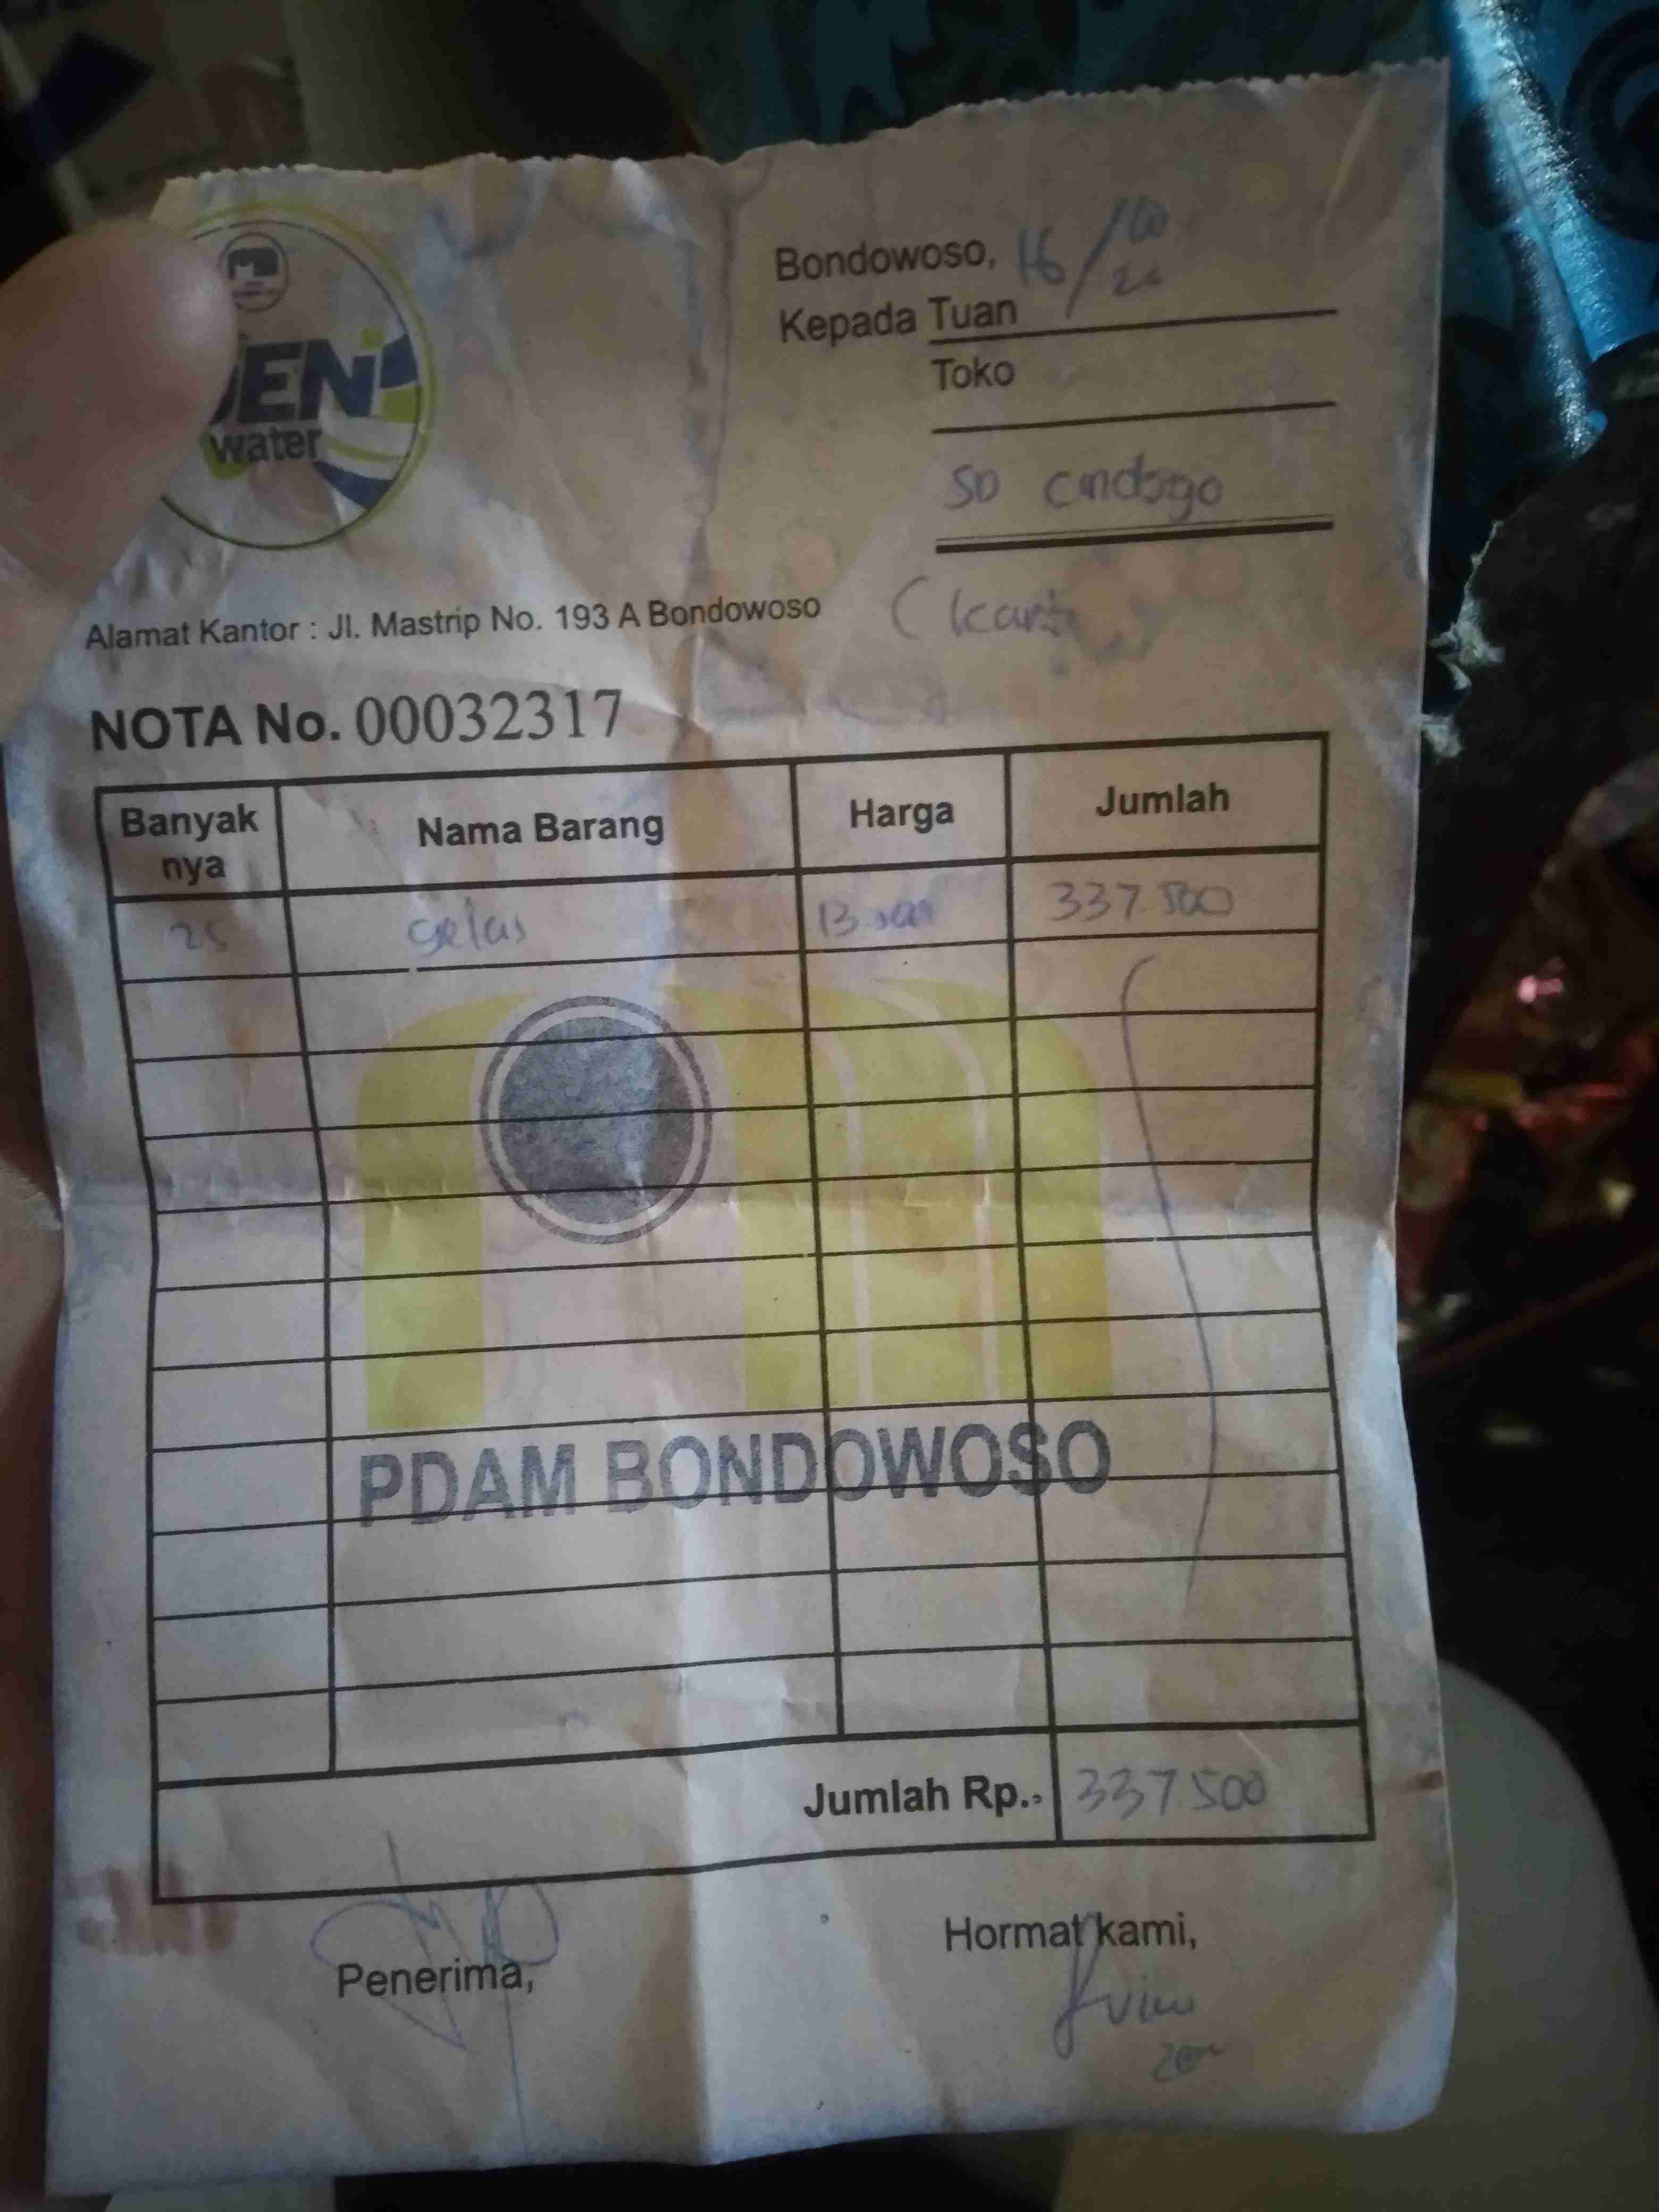 JEN
water
Bondowoso, 16/10
20
Kepada Tuan
Toko
SD Cindogo
Alamat Kantor : Jl. Mastrip No. 193 A Bondowoso
NOTA No. 00032317
Banyak nya Nama Barang Harga Jumlah
25 gelas 13.500 337.500
PDAM BONDOWOSO
Jumlah Rp.. 337 500
Penerima,
Hormat kami,